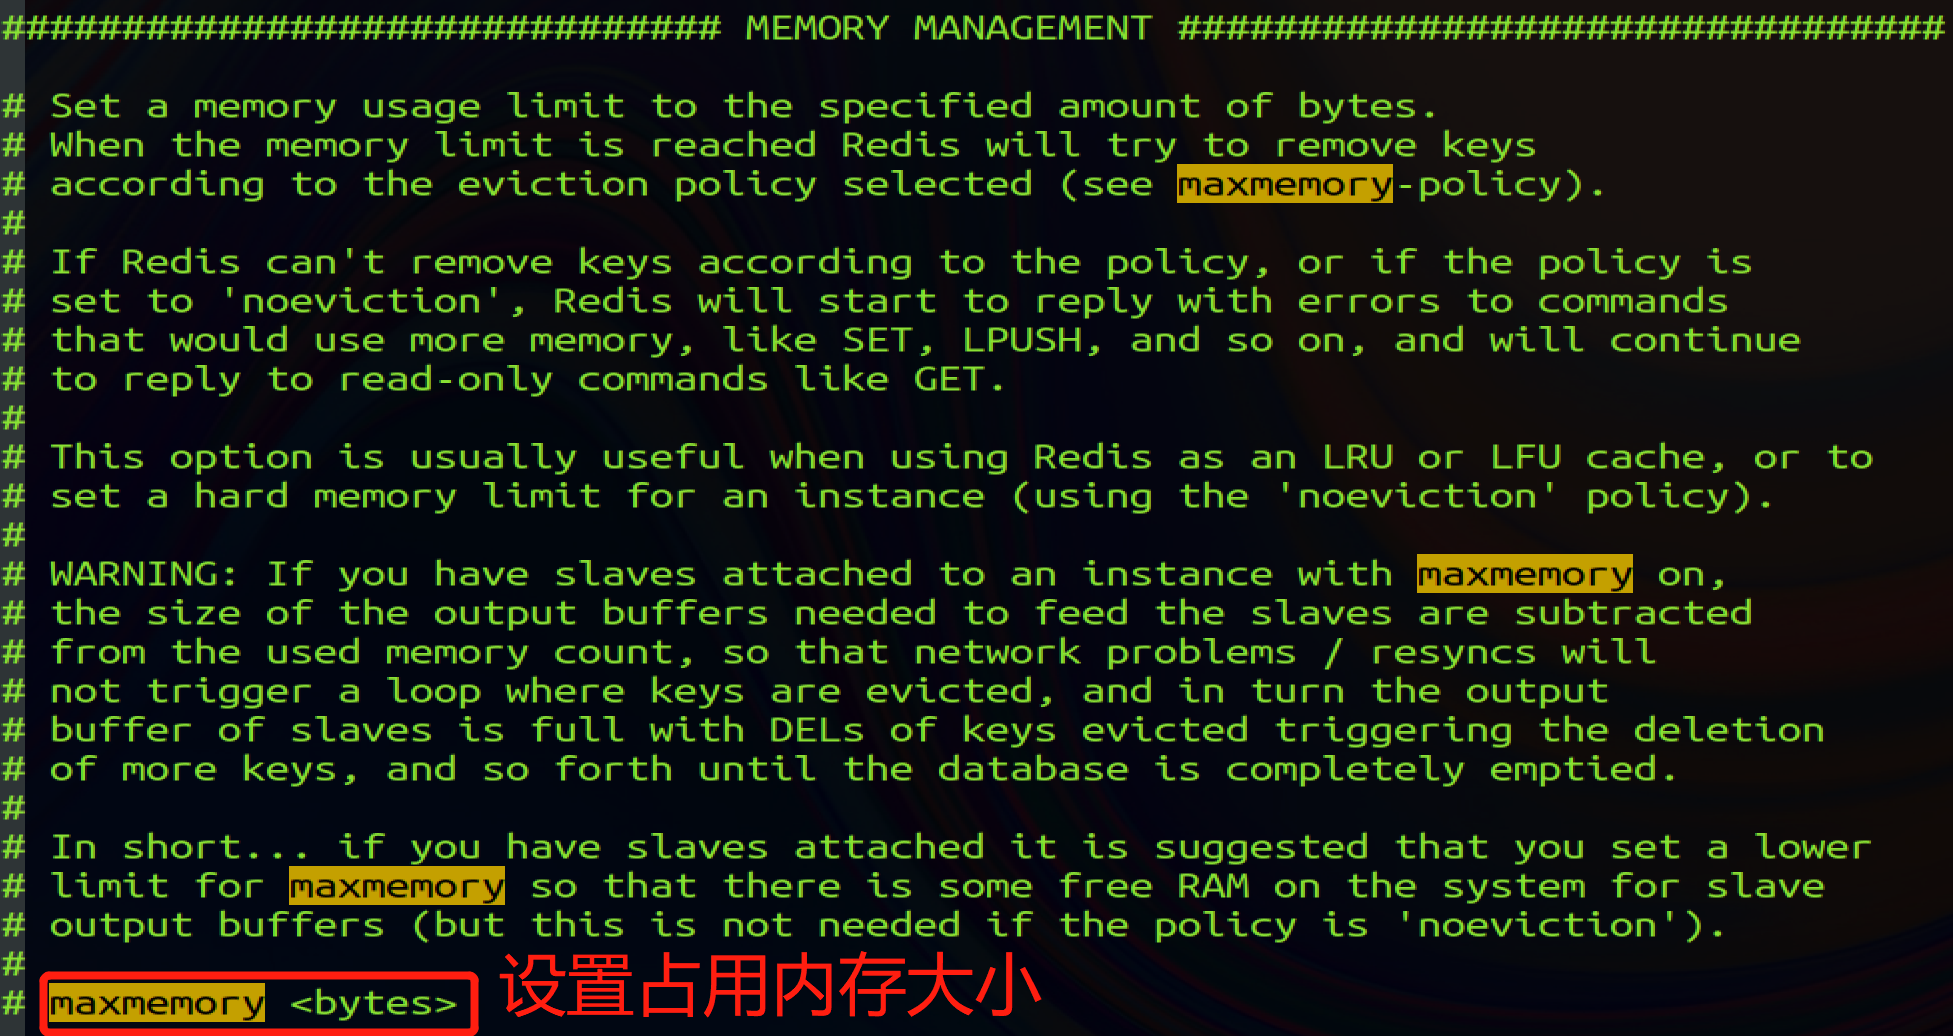 ############################## MEMORY MANAGEMENT ################################
# Set a memory usage limit to the specified amount of bytes.
# When the memory limit is reached Redis will try to remove keys
# according to the eviction policy selected (see maxmemory-policy).
#
# If Redis can't remove keys according to the policy, or if the policy is
# set to 'noeviction', Redis will start to reply with errors to commands
# that would use more memory, like SET, LPUSH, and so on, and will continue
# to reply to read-only commands like GET.
#
# This option is usually useful when using Redis as an LRU or LFU cache, or to
# set a hard memory limit for an instance (using the 'noeviction' policy).
#
# WARNING: If you have slaves attached to an instance with maxmemory on,
# the size of the output buffers needed to feed the slaves are subtracted
# from the used memory count, so that network problems / resyncs will
# not trigger a loop where keys are evicted, and in turn the output
# buffer of slaves is full with DELs of keys evicted triggering the deletion
# of more keys, and so forth until the database is completely emptied.
#
# In short... if you have slaves attached it is suggested that you set a lower
# limit for maxmemory so that there is some free RAM on the system for slave
# output buffers (but this is not needed if the policy is 'noeviction').
#
# maxmemory <bytes> 设置占用内存大小